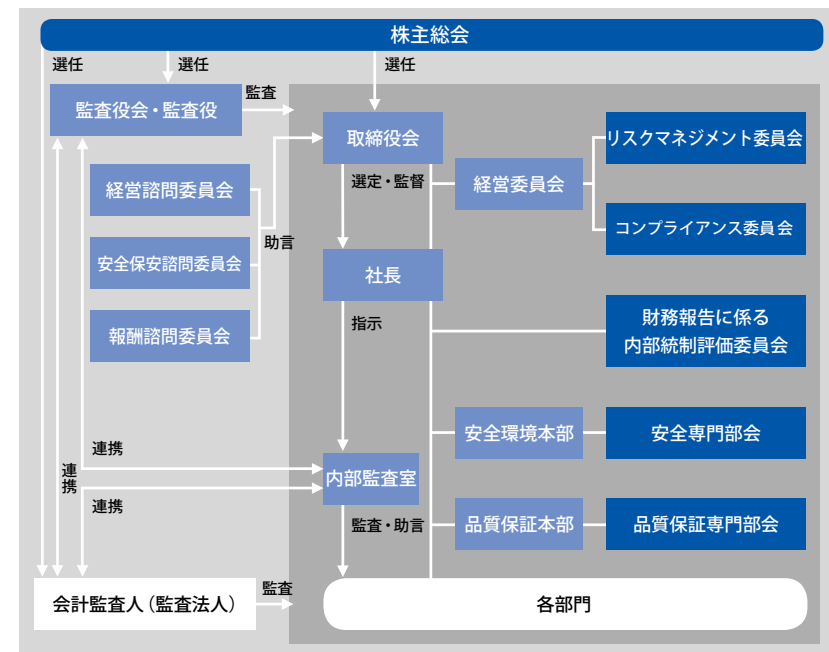 株主総会
選任
選任
選任
監査役会・監査役
監査
取締役会
リスクマネジメント委員会
経営諮問委員会
選定・監督
経営委員会
助言
コンプライアンス委員会
安全保安諮問委員会
社長
報酬諮問委員会
指示
財務報告に係る
内部統制評価委員会
安全環境本部
安全専門部会
連携
連携
連携
内部監査室
監査・助言
品質保証本部
品質保証専門部会
会計監査人（監査法人）
監査
各部門